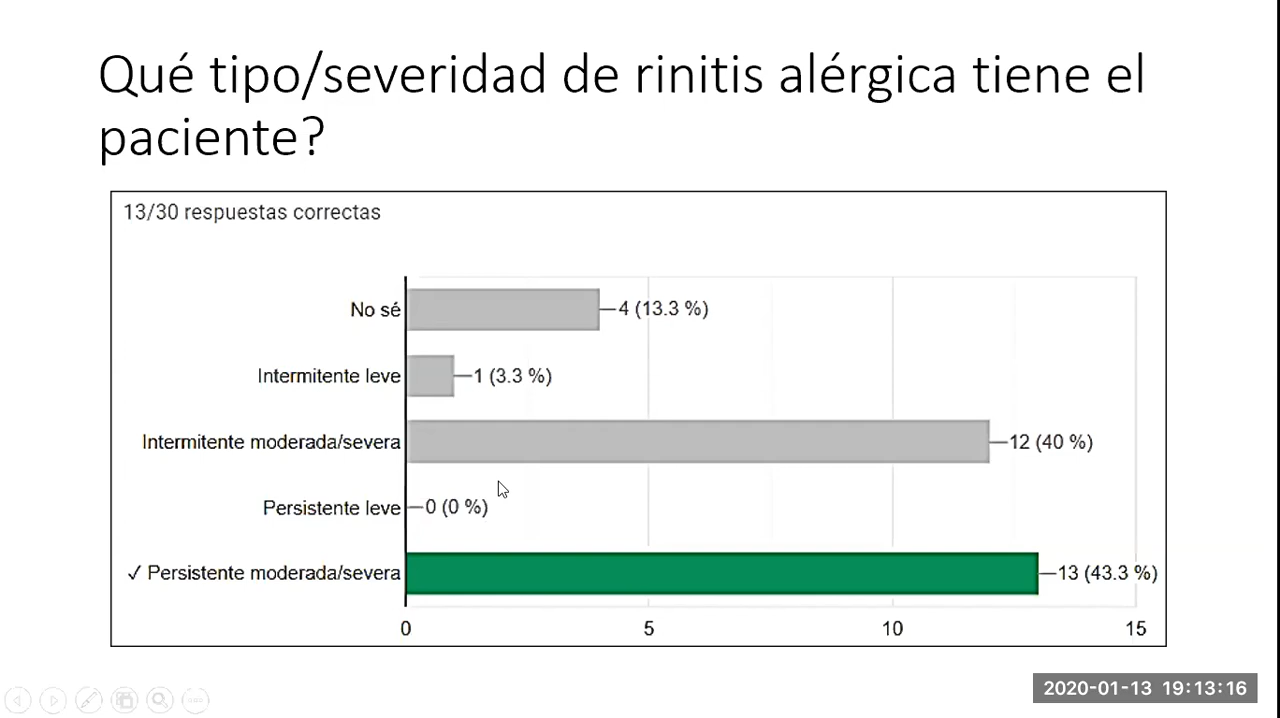 Qué tipo/severidad de rinitis alérgica tiene el
paciente?
13/30 respuestas correctas
No sé 4 (13.3 %)
Intermitente leve 1 (3.3 %)
Intermitente moderada/severa 12 (40 %)
Persistente leve 0 (0 %)
✓ Persistente moderada/severa 13 (43.3 %)
0 5 10 15
2020-01-13 19:13:16